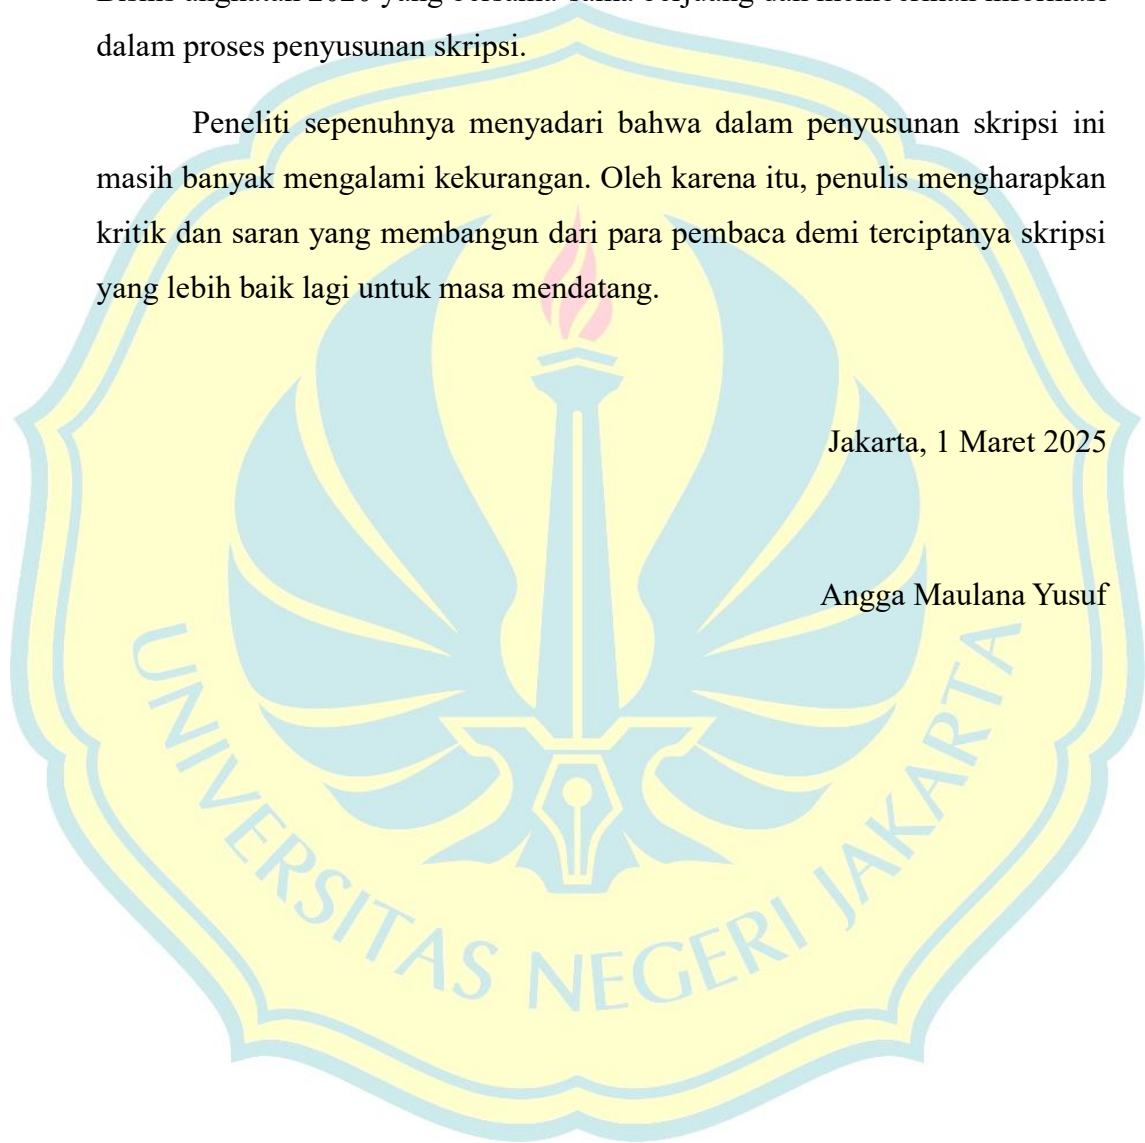 dalam proses penyusunan skripsi.
Peneliti sepenuhnya menyadari bahwa dalam penyusunan skripsi ini
masih banyak mengalami kekurangan. Oleh karena itu, penulis mengharapkan
kritik dan saran yang membangun dari para pembaca demi terciptanya skripsi
yang lebih baik lagi untuk masa mendatang.
Jakarta, 1 Maret 2025
Angga Maulana Yusuf
UNIVERSITAS NEGERI JAKARTA